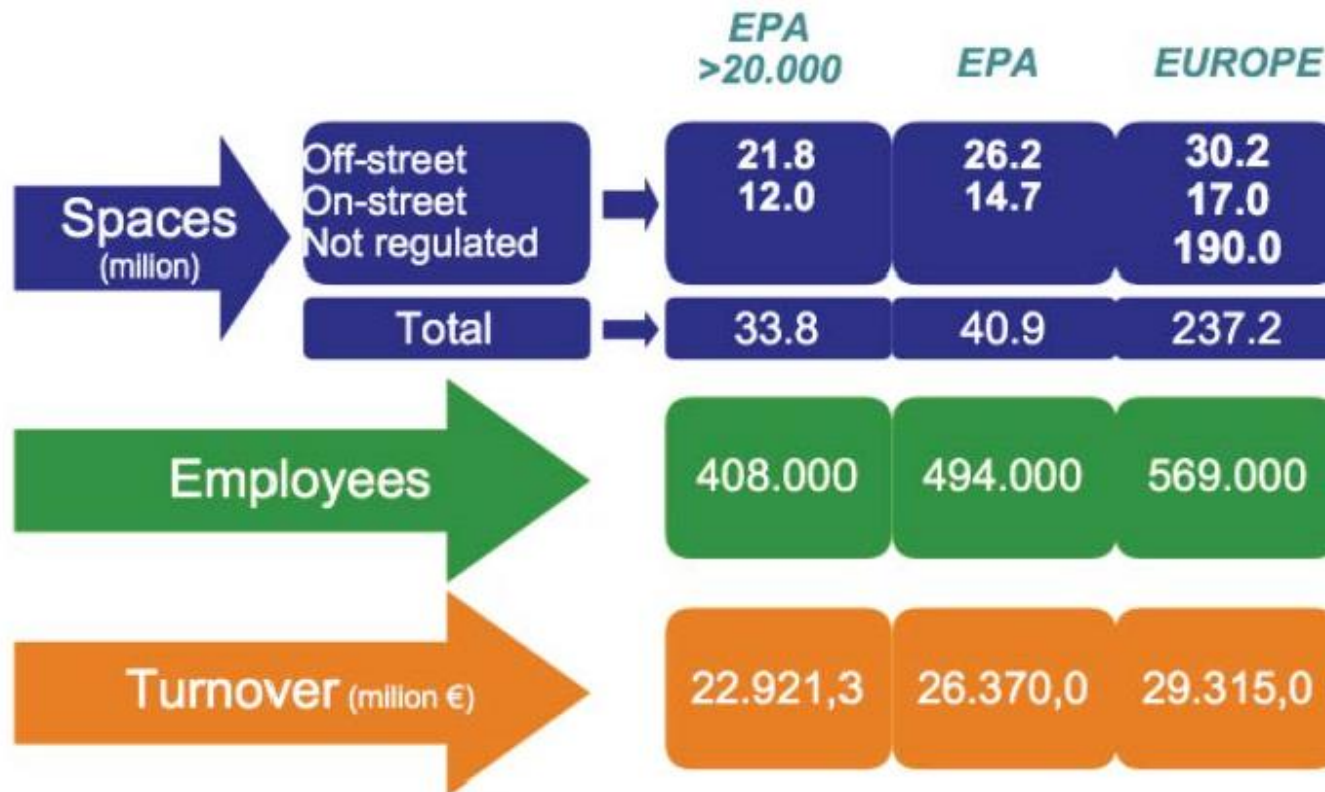 EPA
>20.000
EPA
EUROPE
Spaces
(milion)
Off-street
On-street
Not regulated
21.8
12.0
26.2
14.7
30.2
17.0
190.0
Total
33.8
40.9
237.2
Employees
408.000
494.000
569.000
Turnover (milion €)
22.921,3
26.370,0
29.315,0